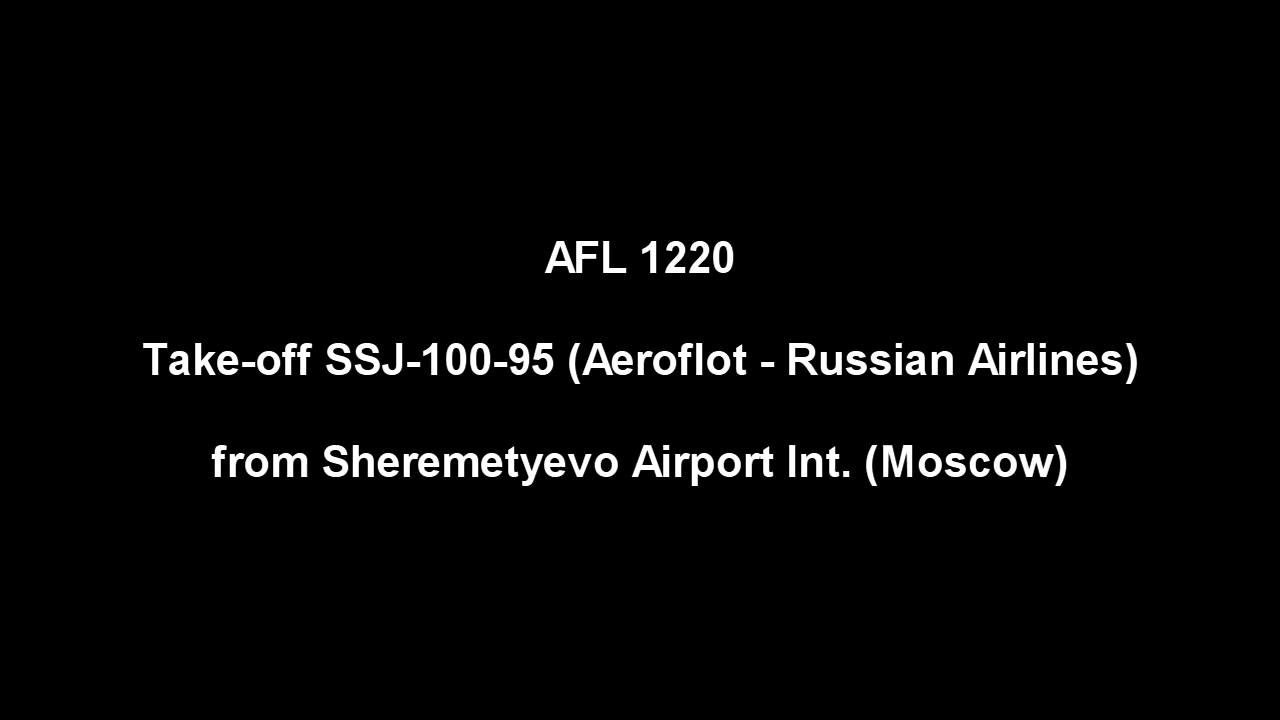 AFL 1220
Take-off SSJ-100-95 (Aeroflot - Russian Airlines)
from Sheremetyevo Airport Int. (Moscow)